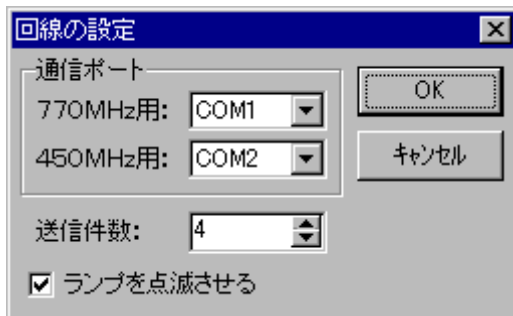 回線の設定
通信ポート
770MHz用: COM1
450MHz用: COM2
OK
キャンセル
送信件数: 4
ランプを点滅させる